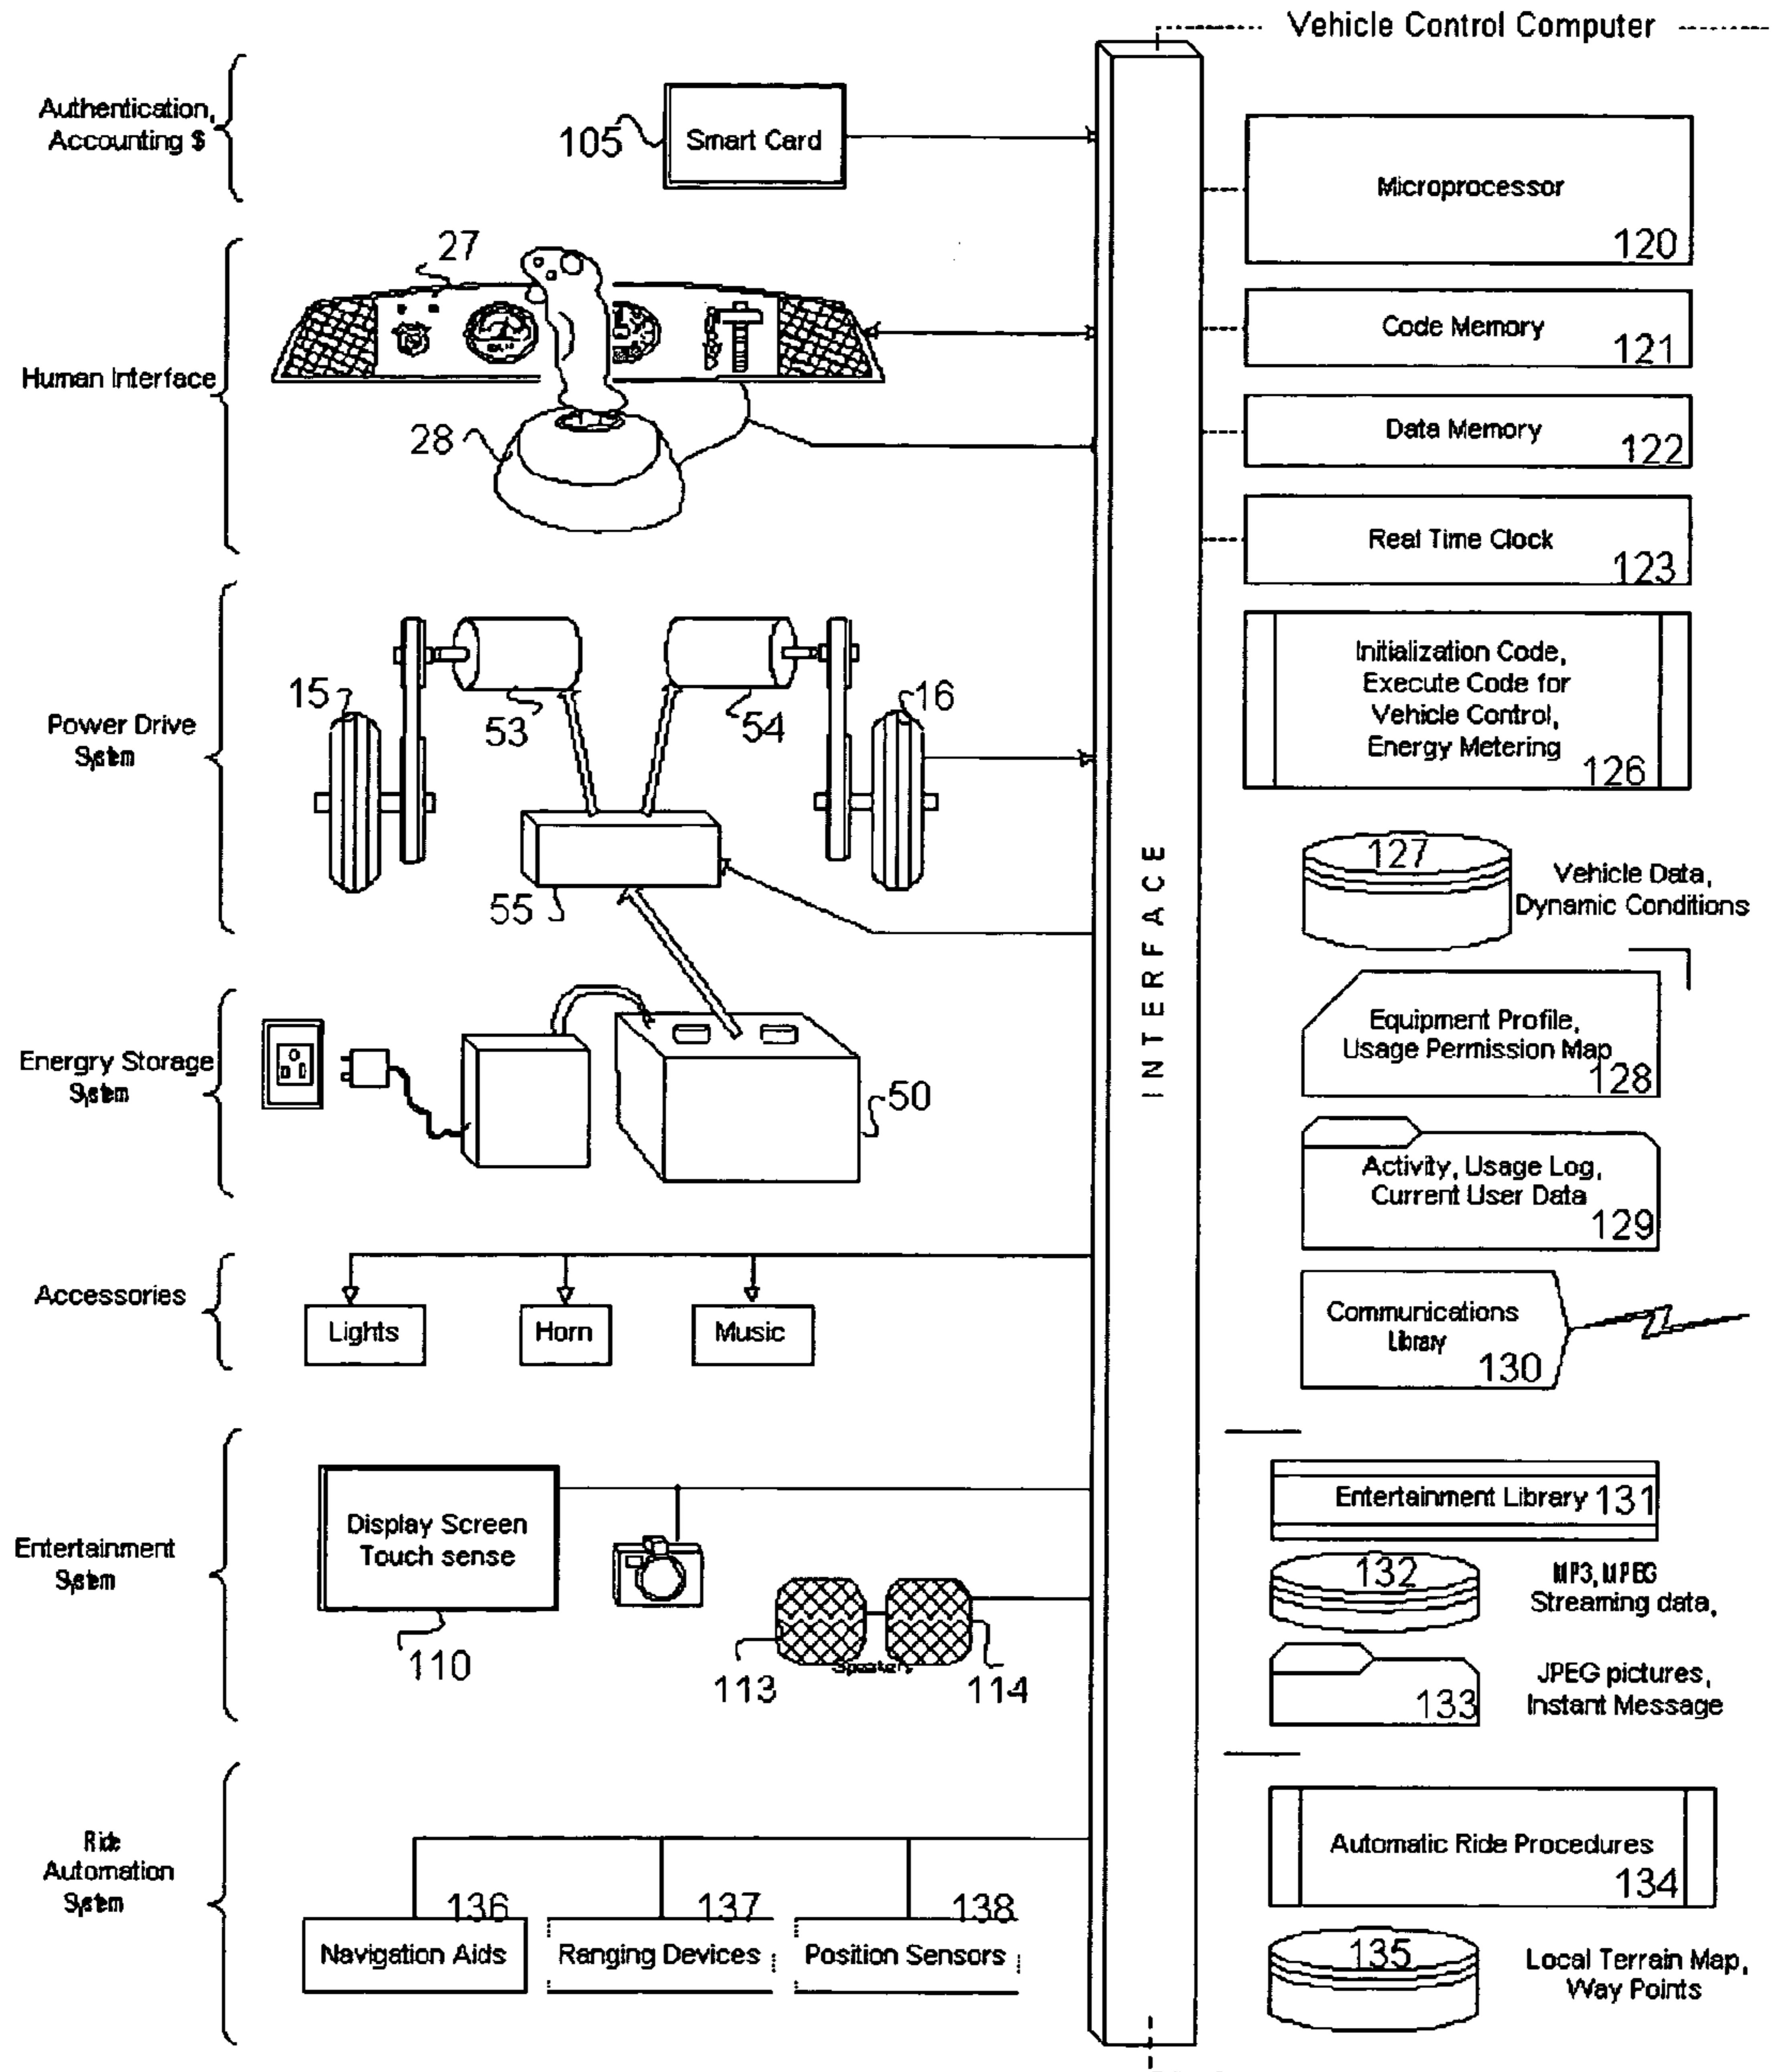 Vehicle Control Computer
Authentication,
Accounting $
105
Smart Card
Microprocessor
120
Human Interface
27
28
Code Memory
121
Data Memory
122
Real Time Clock
123
Power Drive
System
15
53
54
16
55
Initialization Code,
Execute Code for
Vehicle Control,
Energy Metering
126
INTERFACE
127
Vehicle Data,
Dynamic Conditions
Energry Storage
System
50
Equipment Profile,
Usage Permission Map
128
Activity, Usage Log,
Current User Data
129
Accessories
Lights
Horn
Music
Communications
Library
130
Entertainment
System
Display Screen
Touch sense
110
113
Speakers
114
Entertainment Library 131
132
MP3, MPEG
Streaming data,
133
JPEG pictures,
Instant Message
Ride
Automation
System
136
Navigation Aids
137
Ranging Devices
138
Position Sensors
Automatic Ride Procedures
134
135
Local Terrain Map,
Way Points